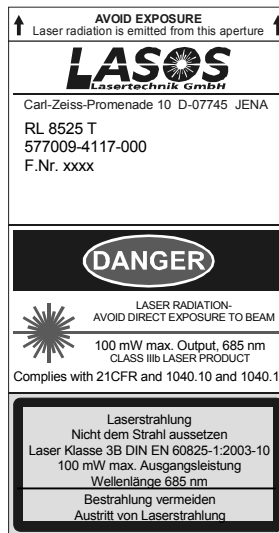 AVOID EXPOSURE
Laser radiation is emitted from this aperture
LASOS
Lasertechnik GmbH
Carl-Zeiss-Promenade 10 D-07745 JENA
RL 8525 T
577009-4117-000
F.Nr. xxxx
DANGER
LASER RADIATION-
AVOID DIRECT EXPOSURE TO BEAM
100 mW max. Output, 685 nm
CLASS IIIb LASER PRODUCT
Complies with 21CFR and 1040.10 and 1040.1
Laserstrahlung
Nicht dem Strahl aussetzen
Laser Klasse 3B DIN EN 60825-1:2003-10
100 mW max. Ausgangsleistung
Wellenlänge 685 nm
Bestrahlung vermeiden
Austritt von Laserstrahlung